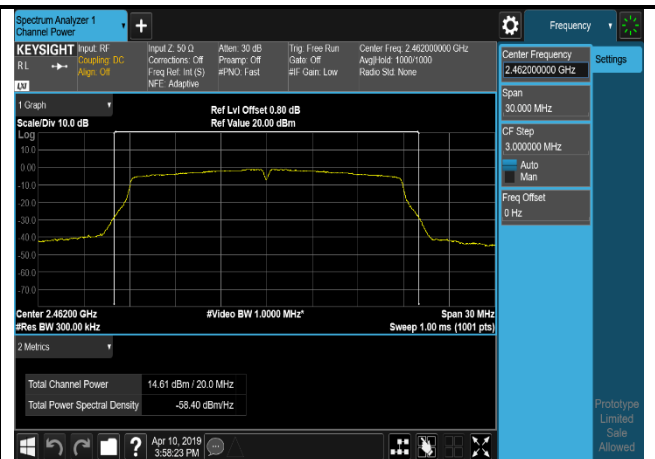 Spectrum Analyzer 1
Channel Power
+
Frequency
KEYSIGHT
RL
LXI
Input: RF
Coupling: DC
Align: Off
Input Z: 50 Ω
Corrections: Off
Freq Ref: Int (S)
NFE: Adaptive
Atten: 30 dB
Preamp: Off
#PNO: Fast
Trig: Free Run
Gate: Off
#IF Gain: Low
Center Freq: 2.462000000 GHz
Avg|Hold: 1000/1000
Radio Std: None
Center Frequency
2.462000000 GHz
Settings
Span
30.000 MHz
CF Step
3.000000 MHz
Auto
Man
Freq Offset
0 Hz
1 Graph
Scale/Div 10.0 dB
Ref Lvl Offset 0.80 dB
Ref Value 20.00 dBm
Log
10.0
0.00
-10.0
-20.0
-30.0
-40.0
-50.0
-60.0
-70.0
Center 2.46200 GHz
#Video BW 1.0000 MHz*
Span 30 MHz
#Res BW 300.00 kHz
Sweep 1.00 ms (1001 pts)
2 Metrics
Total Channel Power 14.61 dBm / 20.0 MHz
Total Power Spectral Density -58.40 dBm/Hz
Prototype
Limited
Sale
Allowed
?
Apr 10, 2019
3:58:23 PM